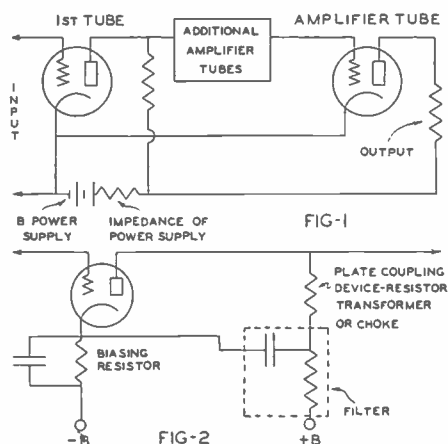 1ST TUBE
ADDITIONAL
AMPLIFIER
TUBES
AMPLIFIER TUBE
INPUT
OUTPUT
B POWER
SUPPLY
IMPEDANCE OF
POWER SUPPLY
FIG-1
PLATE COUPLING
DEVICE-RESISTOR
TRANSFORMER
OR CHOKE
BIASING
RESISTOR
FILTER
-B
FIG-2
+B